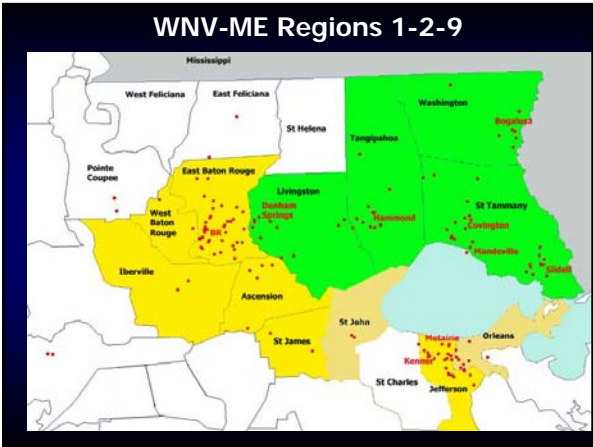 WNV-ME Regions 1-2-9
Mississippi
West Feliciana
East Feliciana
St Helena
Washington
Tangipahoa
Bogalusa
Pointe
Coupee
East Baton Rouge
West
Baton
Rouge
BR
Livingston
Denham
Springs
Hammond
St Tammany
Covington
Mandeville
Slidell
Iberville
Ascension
St James
St John
Metairie
Orleans
Kenner
St Charles
Jefferson